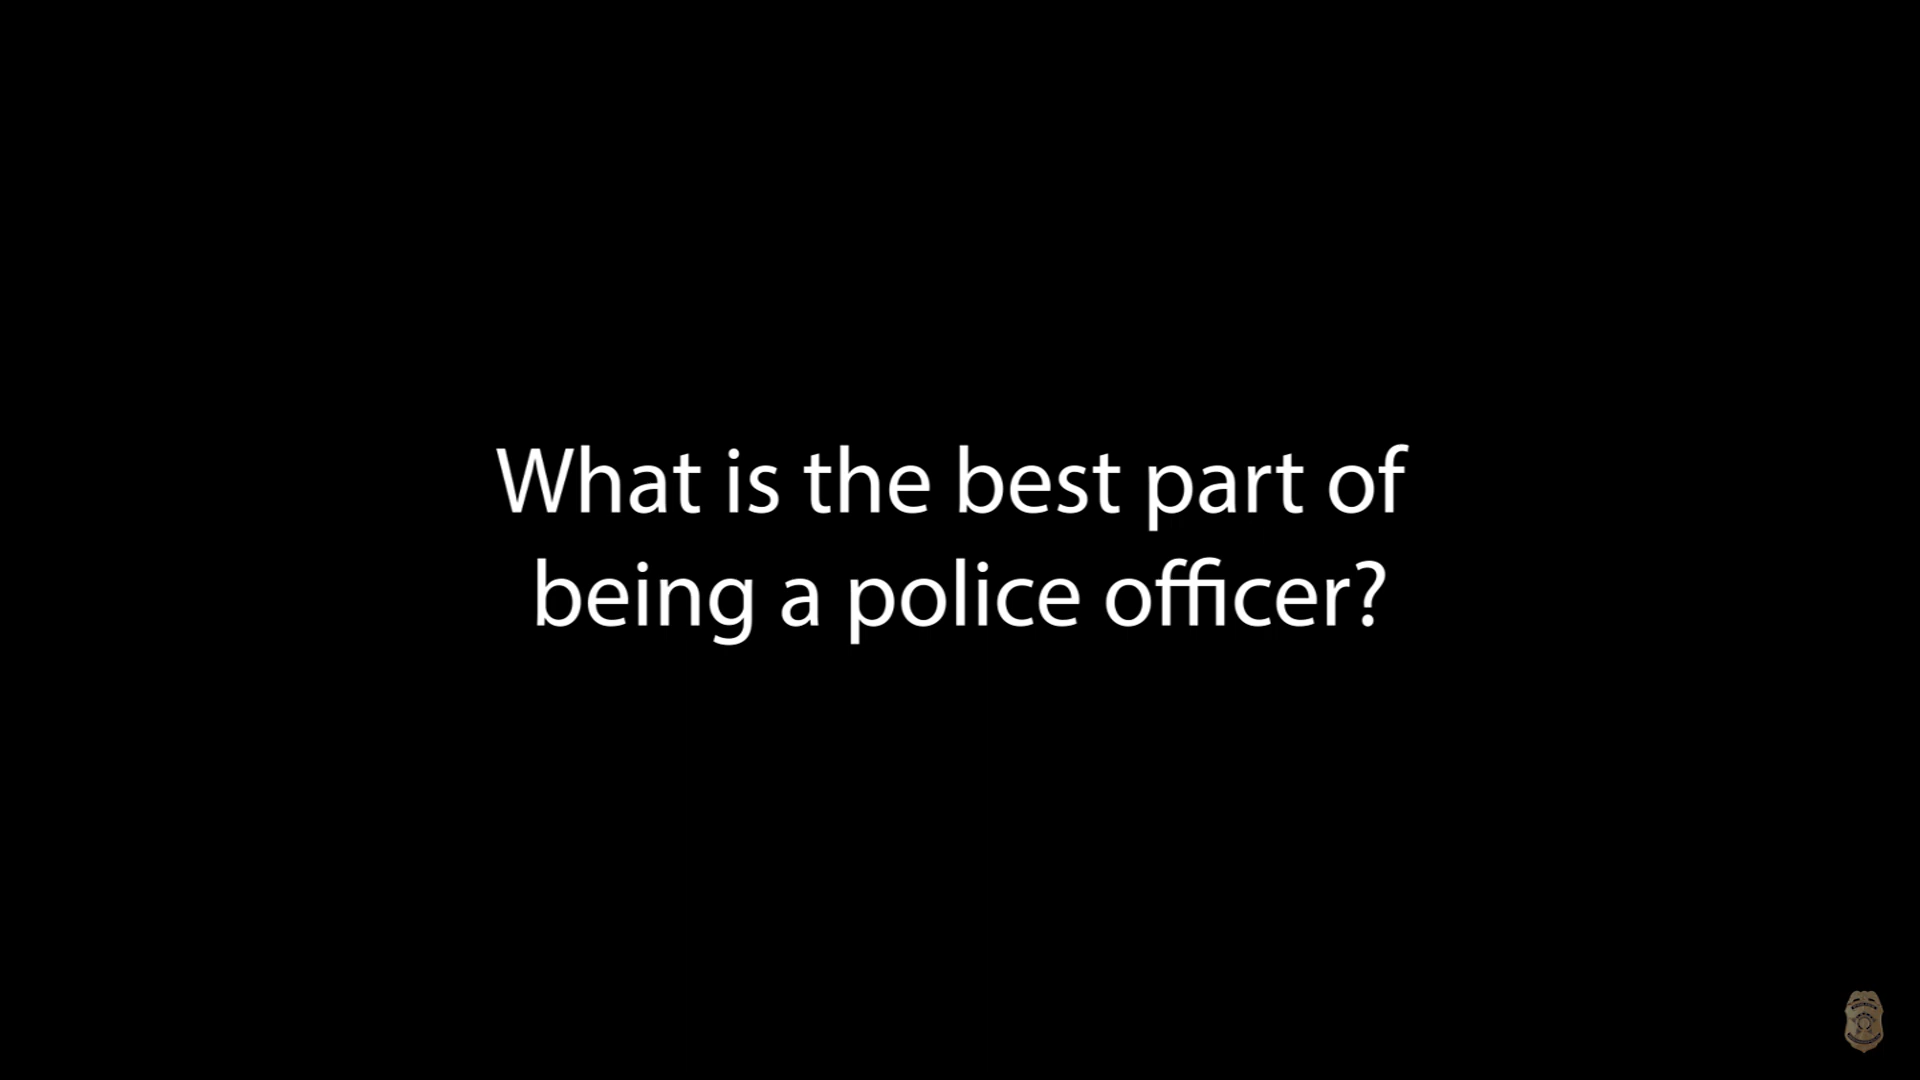 What is the best part of
being a police officer?